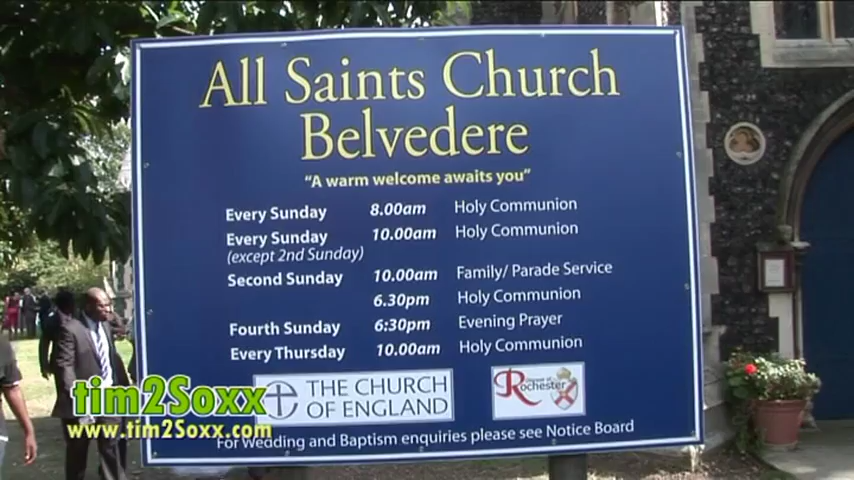 All Saints Church
Belvedere
"A warm welcome awaits you"
Every Sunday 8.00am Holy Communion
Every Sunday 10.00am Holy Communion
(except 2nd Sunday)
Second Sunday 10.00am Family/ Parade Service
6.30pm Holy Communion
Fourth Sunday 6:30pm Evening Prayer
Every Thursday 10.00am Holy Communion
THE CHURCH
OF ENGLAND
Rochester
For Wedding and Baptism enquiries please see Notice Board
tim2Soxx
www.tim2Soxx.com